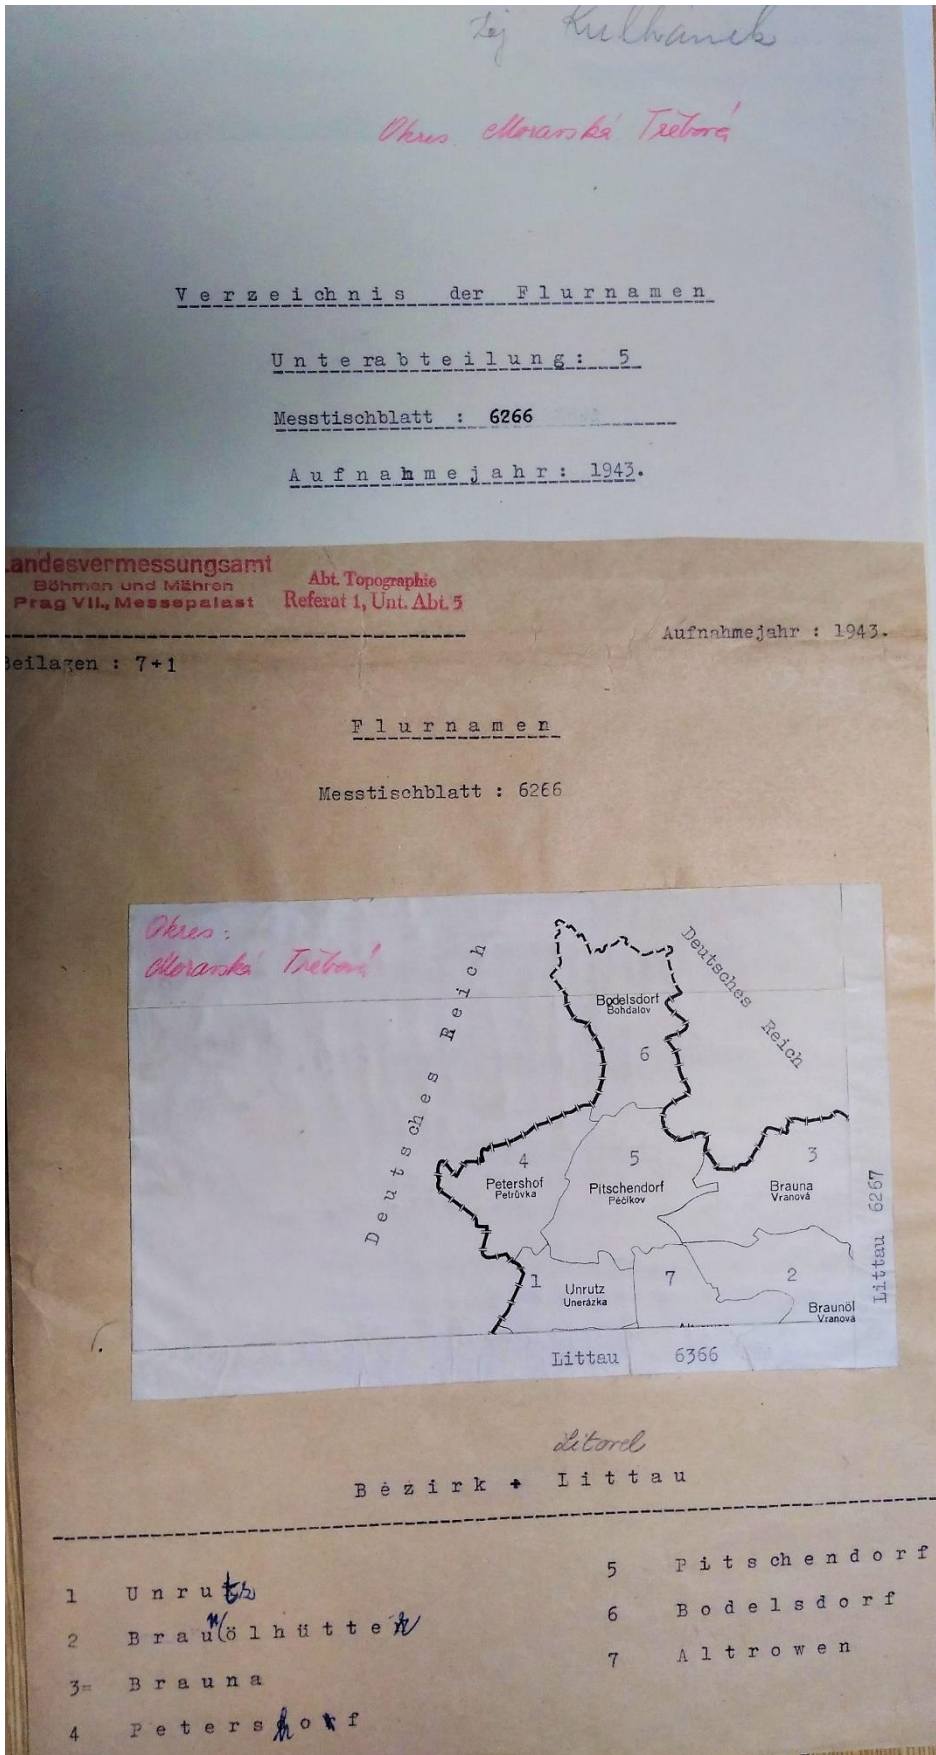 Kulhánek
Okres Moravská Třebová
Verzeichnis der Flurnamen
Unterabteilung: 5
Messtischblatt : 6266
Aufnahmejahr: 1943.
Landesvermessungsamt
Böhmen und Mähren
Prag VII., Messepalast
Abt. Topographie
Referat 1, Unt. Abt. 5
Aufnahmejahr : 1943.
Beilagen : 7+1
Flurnamen
Messtischblatt : 6266
Okres:
Moravská Třebová
Deutsches Reich
Deutsches Reich
Bodelsdorf
Bohdalov
6
4
Petershof
Petrůvka
5
Pitschendorf
Péčikov
3
Brauna
Vranová
Littau 6267
1
Unrutz
Unerázka
7
2
Braunöl
Vranova
Littau 6366
Litovel
Bezirk + Littau
1 Unrutz
2 Braunölhütten
3= Brauna
4 Petershof
5 Pitschendorf
6 Bodelsdorf
7 Altrowen